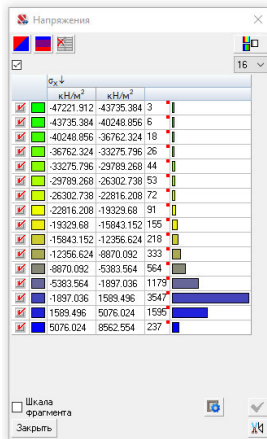 Напряжения
16
σx↓
кН/м² кН/м²
-47221.912 -43735.384 3
-43735.384 -40248.856 6
-40248.856 -36762.324 18
-36762.324 -33275.796 26
-33275.796 -29789.268 44
-29789.268 -26302.738 53
-26302.738 -22816.208 72
-22816.208 -19329.68 91
-19329.68 -15843.152 155
-15843.152 -12356.624 218
-12356.624 -8870.092 333
-8870.092 -5383.564 564
-5383.564 -1897.036 1179
-1897.036 1589.496 3547
1589.496 5076.024 1595
5076.024 8562.554 237
Шкала
фрагмента
Закрыть